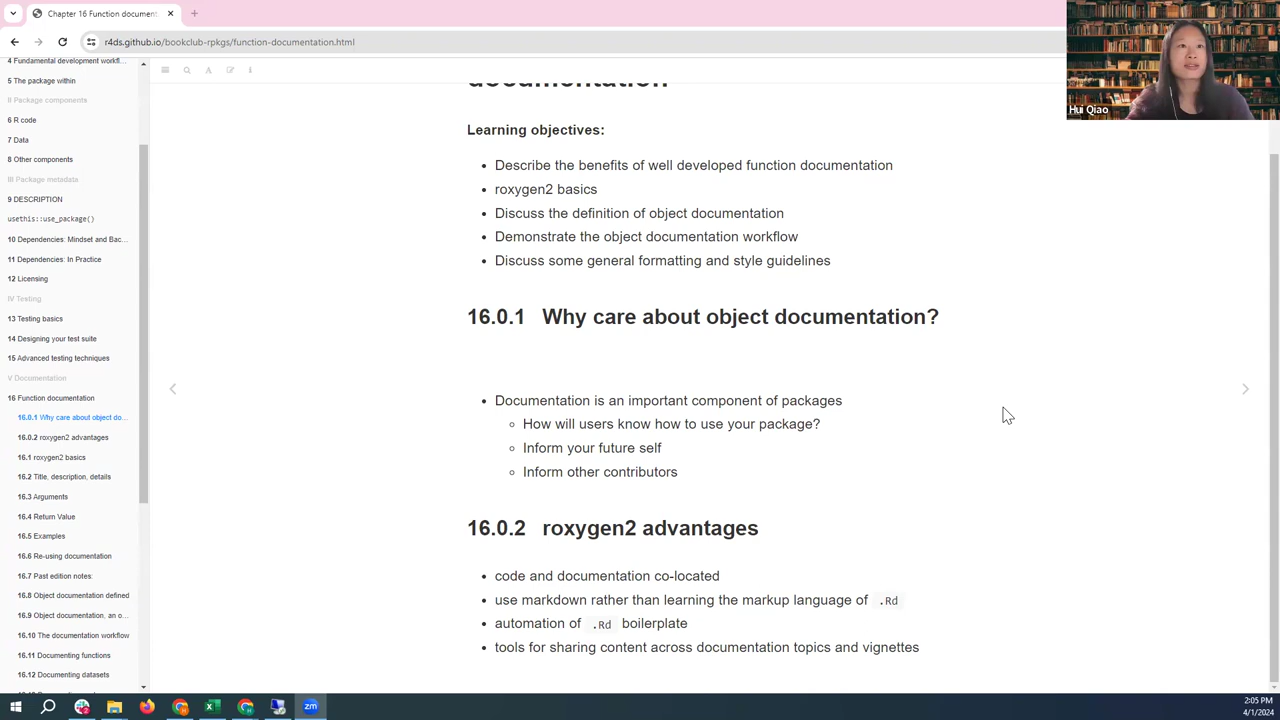 Chapter 16 Function document
r4ds.github.io/bookclub-rpkgs/function-documentation.html
Hui Qiao
4 Fundamental development workfl...
5 The package within
II Package components
6 R code
7 Data
8 Other components
III Package metadata
9 DESCRIPTION
usethis::use_package()
10 Dependencies: Mindset and Bac...
11 Dependencies: In Practice
12 Licensing
IV Testing
13 Testing basics
14 Designing your test suite
15 Advanced testing techniques
V Documentation
16 Function documentation
16.0.1 Why care about object do...
16.0.2 roxygen2 advantages
16.1 roxygen2 basics
16.2 Title, description, details
16.3 Arguments
16.4 Return Value
16.5 Examples
16.6 Re-using documentation
16.7 Past edition notes:
16.8 Object documentation defined
16.9 Object documentation, an o...
16.10 The documentation workflow
16.11 Documenting functions
16.12 Documenting datasets
documentation
Learning objectives:
• Describe the benefits of well developed function documentation
• roxygen2 basics
• Discuss the definition of object documentation
• Demonstrate the object documentation workflow
• Discuss some general formatting and style guidelines
16.0.1 Why care about object documentation?
• Documentation is an important component of packages
◦ How will users know how to use your package?
◦ Inform your future self
◦ Inform other contributors
16.0.2 roxygen2 advantages
• code and documentation co-located
• use markdown rather than learning the markup language of .Rd
• automation of .Rd boilerplate
• tools for sharing content across documentation topics and vignettes
zm
2:05 PM
4/1/2024